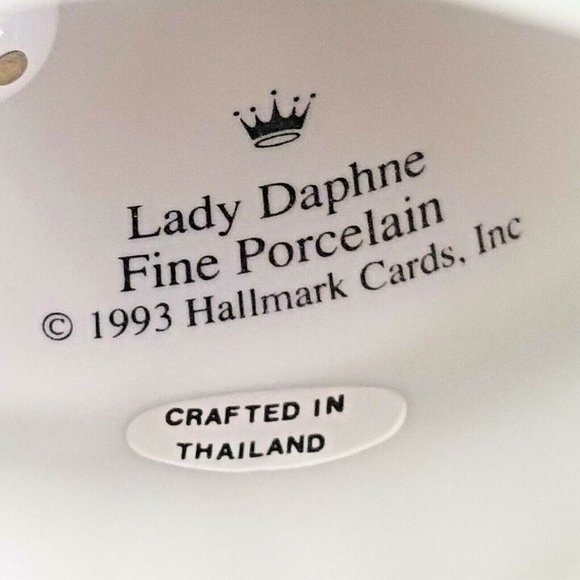 Lady Daphne
Fine Porcelain
© 1993 Hallmark Cards, Inc
CRAFTED IN
THAILAND